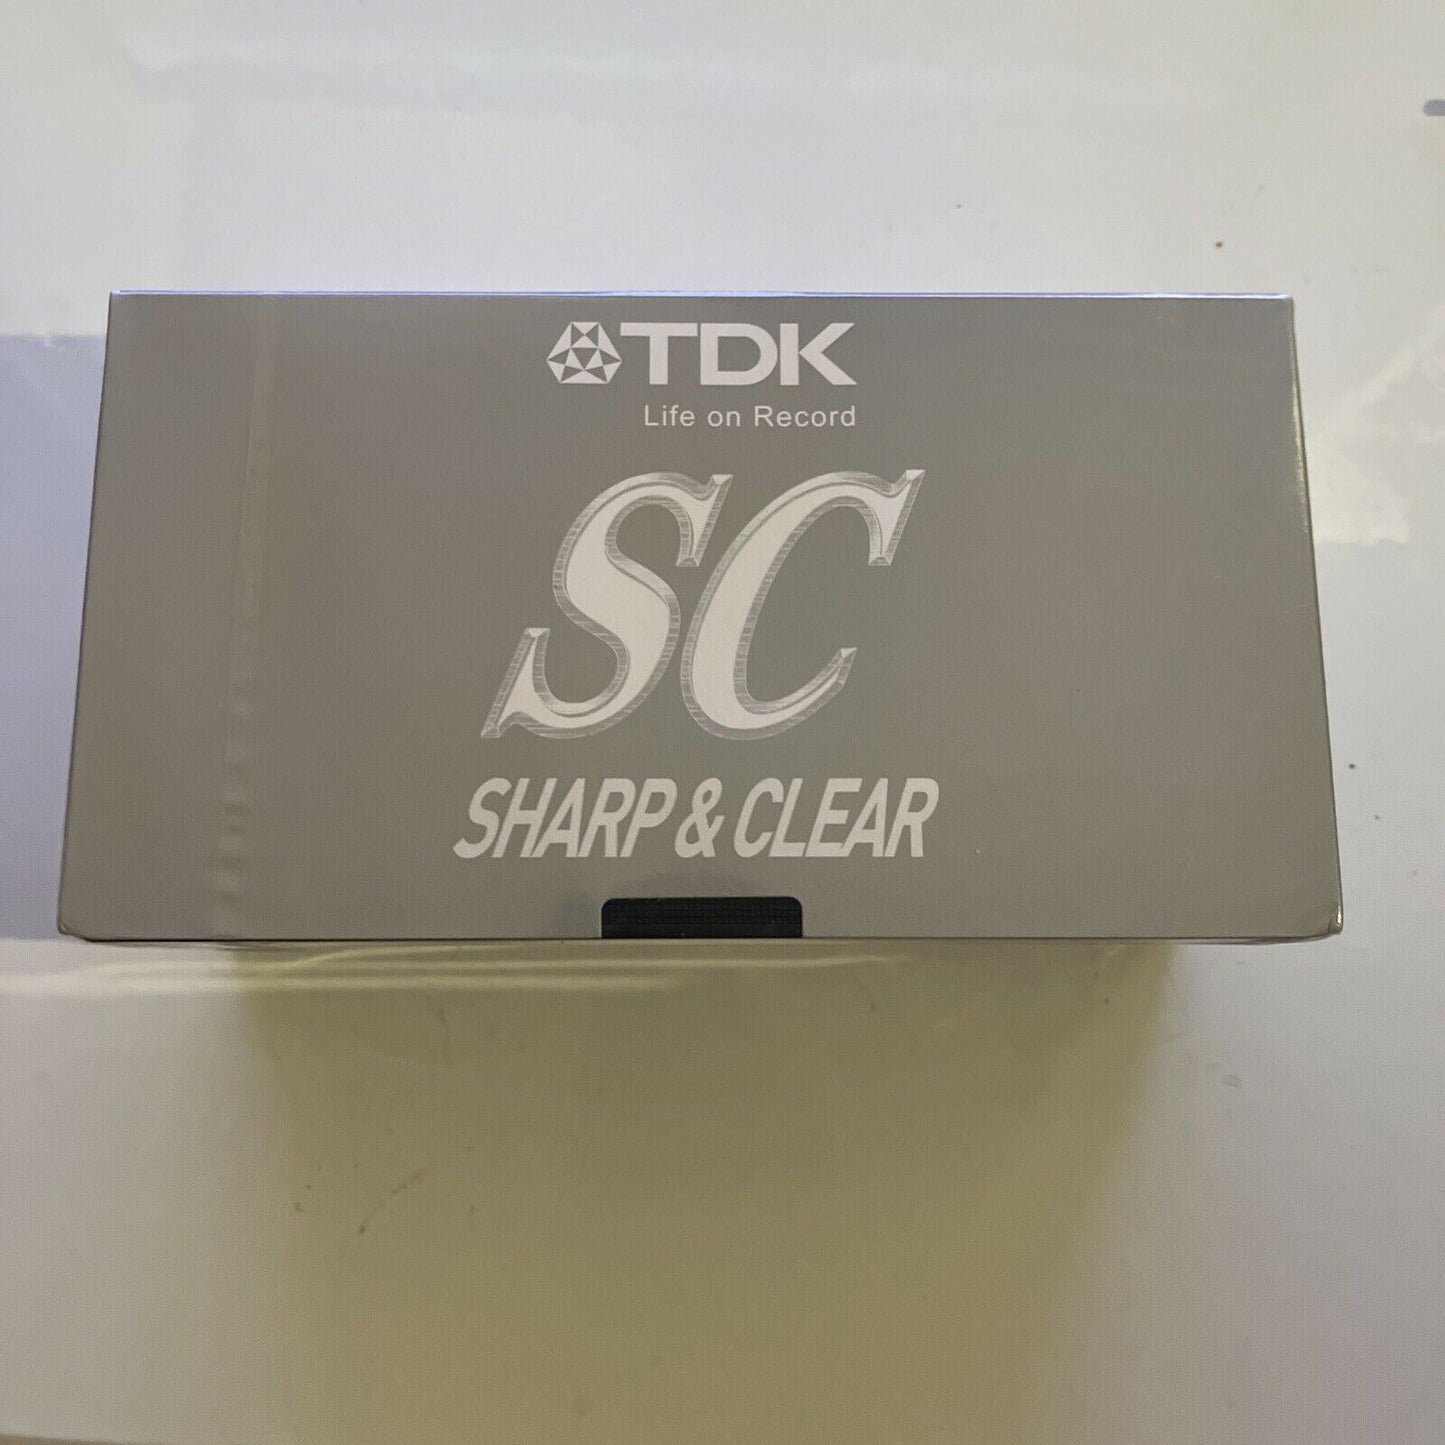 TDK
Life on Record
SC
SHARP & CLEAR